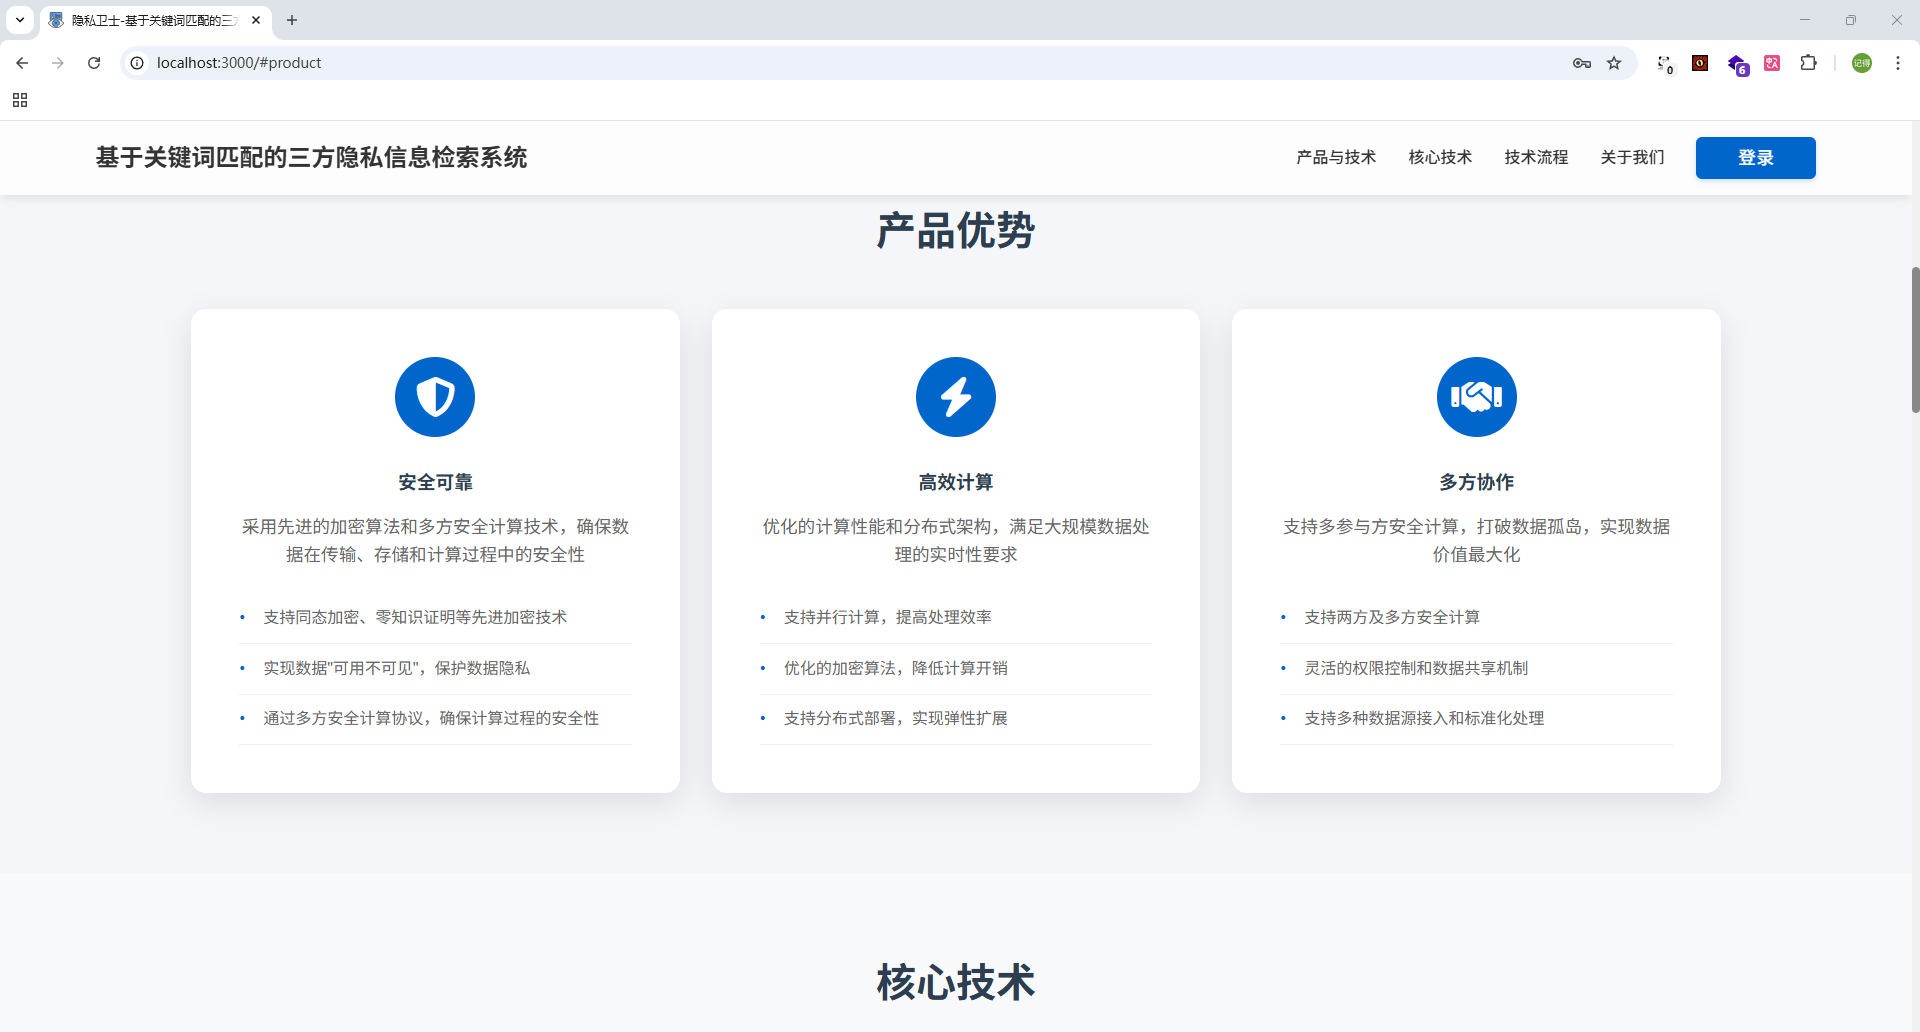 隐私卫士-基于关键词匹配的三
localhost:3000/#product
0
6
记得
基于关键词匹配的三方隐私信息检索系统
产品与技术
核心技术
技术流程
关于我们
登录
产品优势
安全可靠
采用先进的加密算法和多方安全计算技术，确保数
据在传输、存储和计算过程中的安全性
• 支持同态加密、零知识证明等先进加密技术
• 实现数据"可用不可见"，保护数据隐私
• 通过多方安全计算协议，确保计算过程的安全性
高效计算
优化的计算性能和分布式架构，满足大规模数据处
理的实时性要求
• 支持并行计算，提高处理效率
• 优化的加密算法，降低计算开销
• 支持分布式部署，实现弹性扩展
多方协作
支持多参与方安全计算，打破数据孤岛，实现数据
价值最大化
• 支持两方及多方安全计算
• 灵活的权限控制和数据共享机制
• 支持多种数据源接入和标准化处理
核心技术